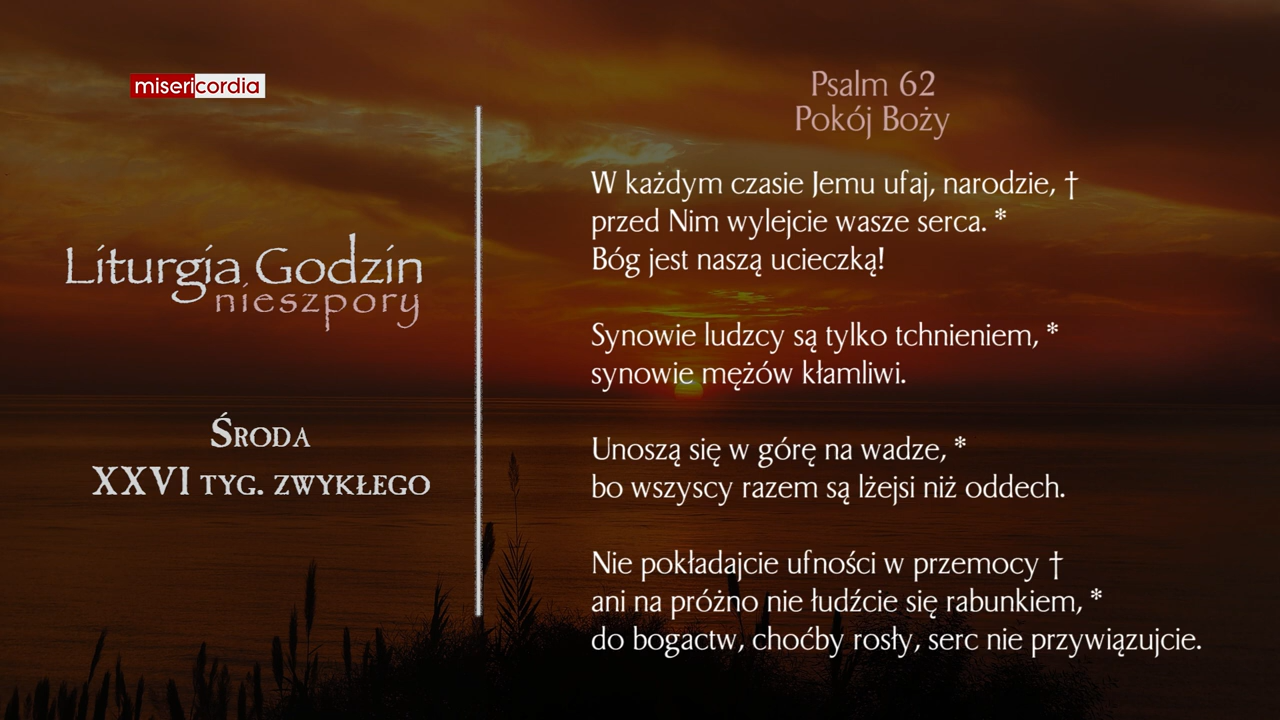 misericordia
Liturgia Godzin
nieszpory
Środa
XXVI tyg. zwykłego
Psalm 62
Pokój Boży
W każdym czasie Jemu ufaj, narodzie, †
przed Nim wylejcie wasze serca. *
Bóg jest naszą ucieczką!
Synowie ludzcy są tylko tchnieniem, *
synowie mężów kłamliwi.
Unoszą się w górę na wadze, *
bo wszyscy razem są lżejsi niż oddech.
Nie pokładajcie ufności w przemocy †
ani na próżno nie łudźcie się rabunkiem, *
do bogactw, choćby rosły, serc nie przywiązujcie.